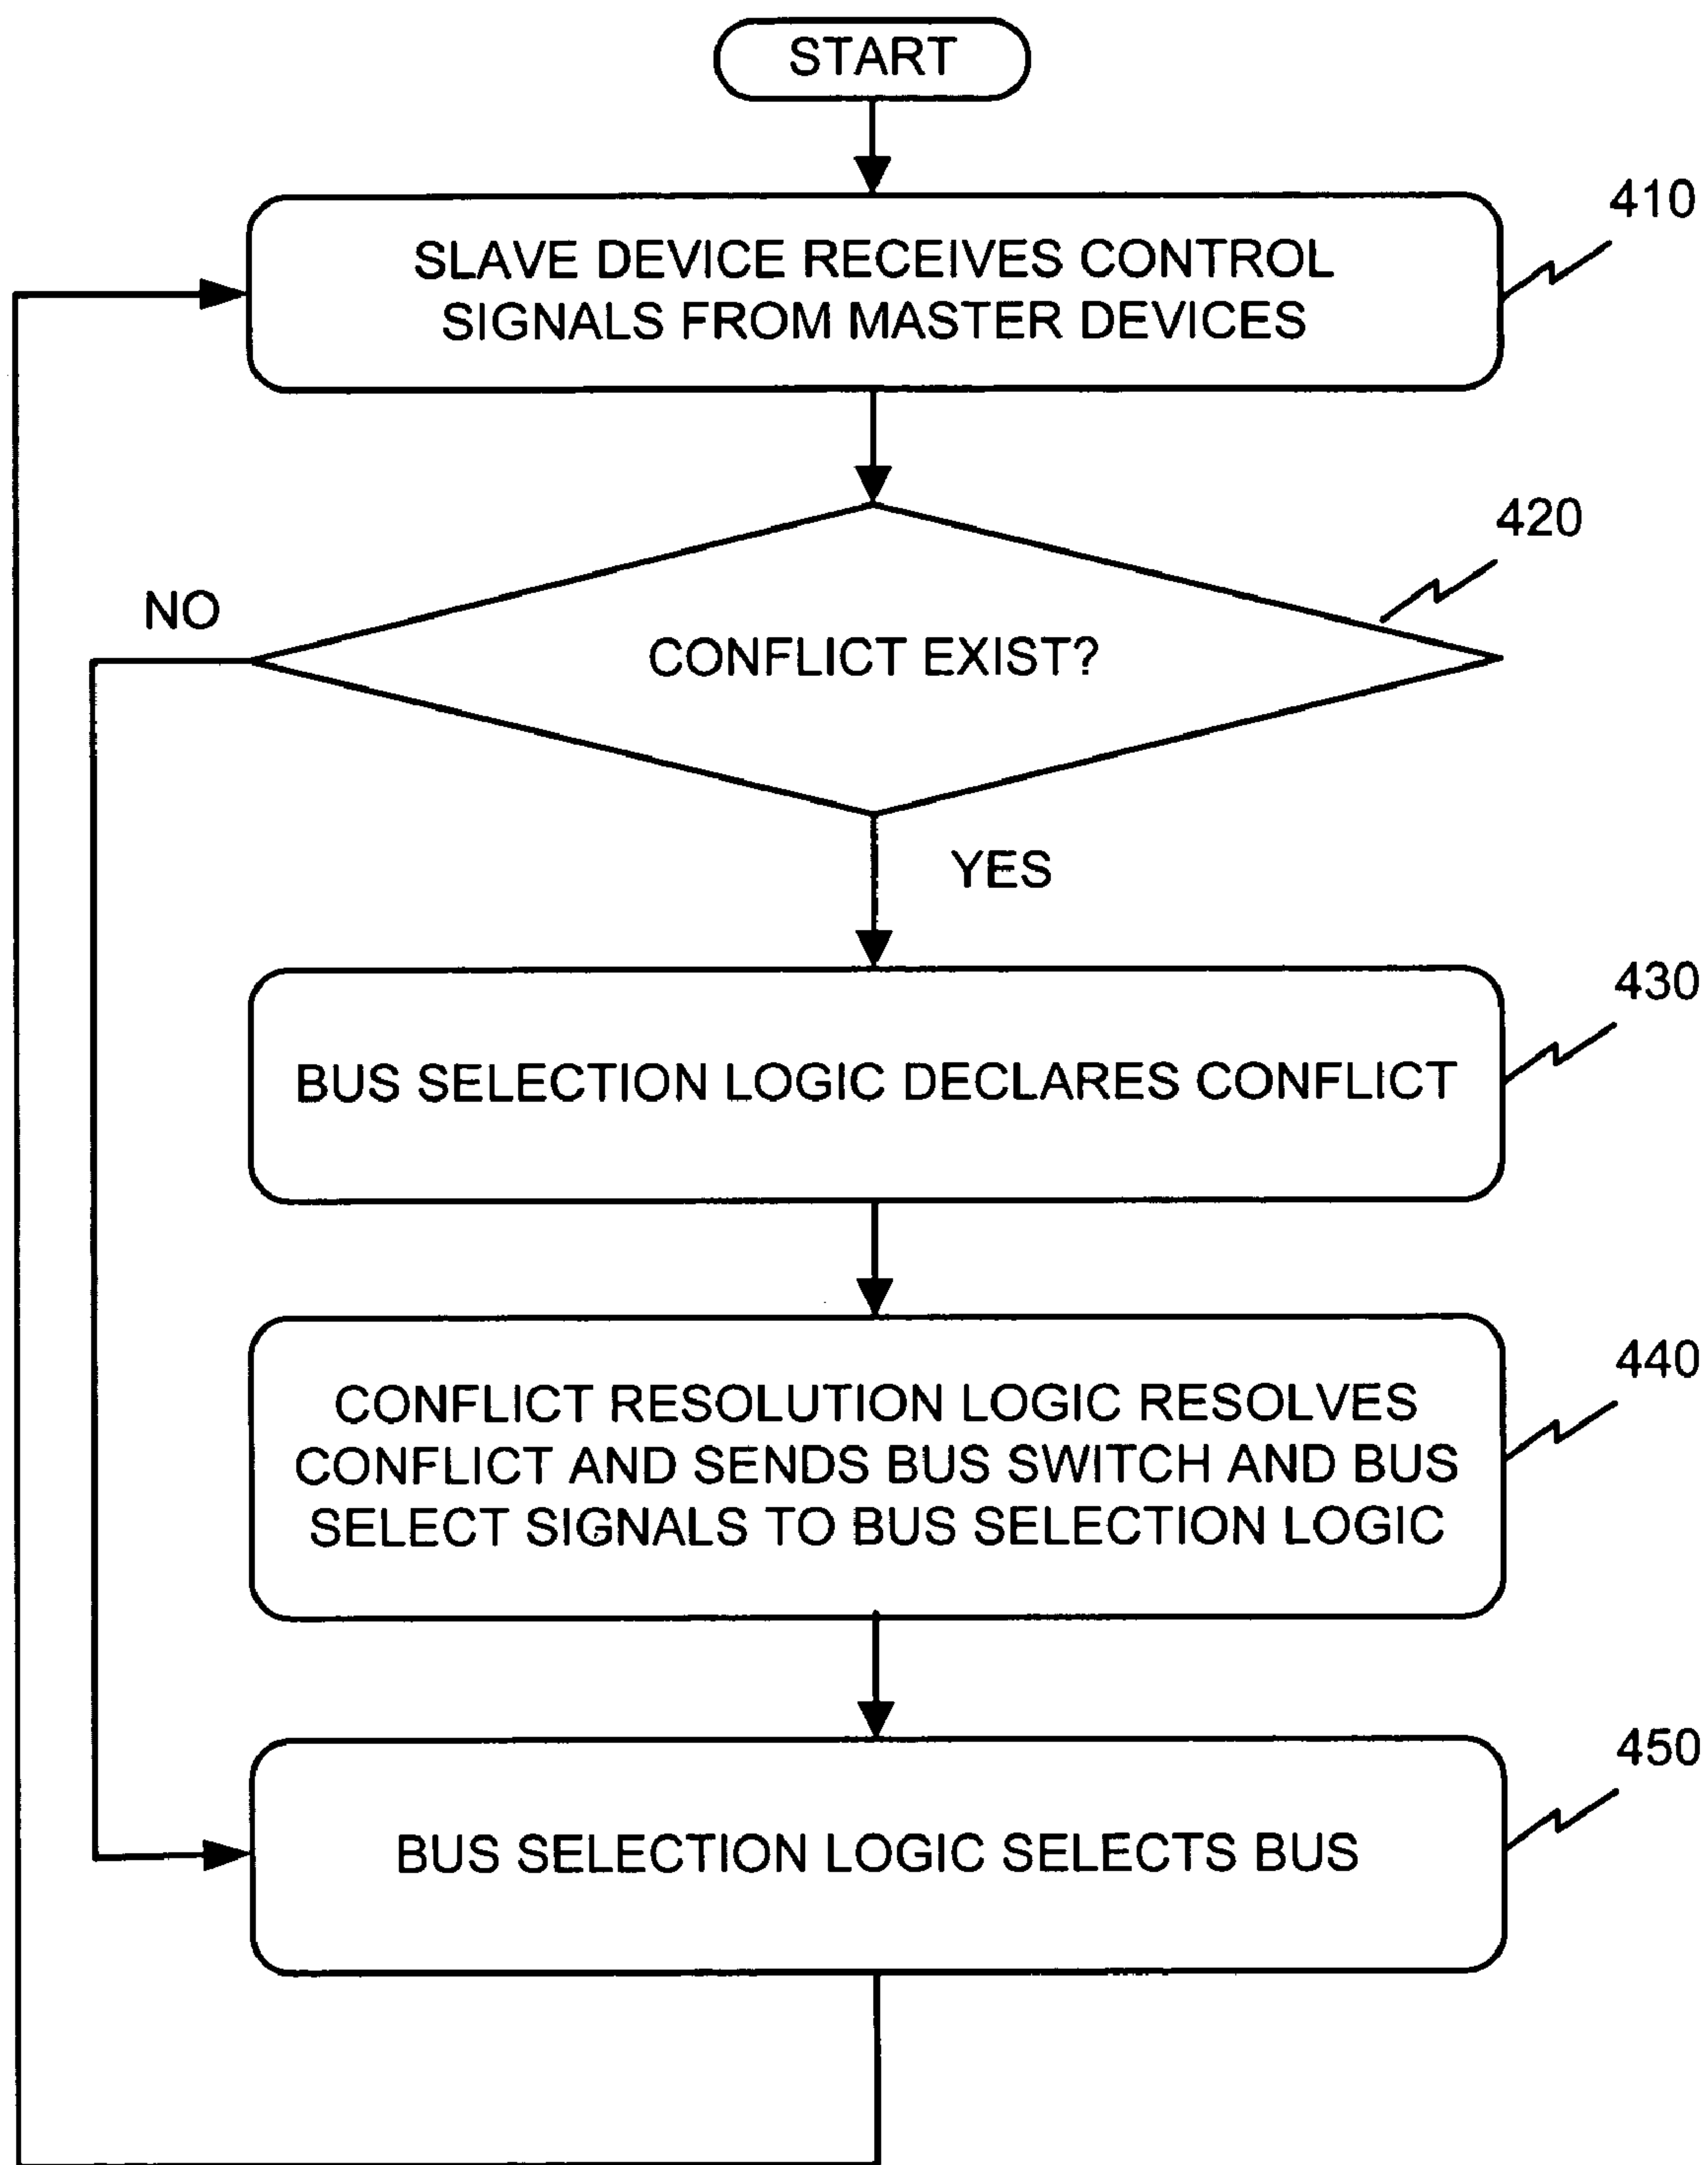 START
410
SLAVE DEVICE RECEIVES CONTROL
SIGNALS FROM MASTER DEVICES
420
NO
CONFLICT EXIST?
YES
430
BUS SELECTION LOGIC DECLARES CONFLICT
440
CONFLICT RESOLUTION LOGIC RESOLVES
CONFLICT AND SENDS BUS SWITCH AND BUS
SELECT SIGNALS TO BUS SELECTION LOGIC
450
BUS SELECTION LOGIC SELECTS BUS